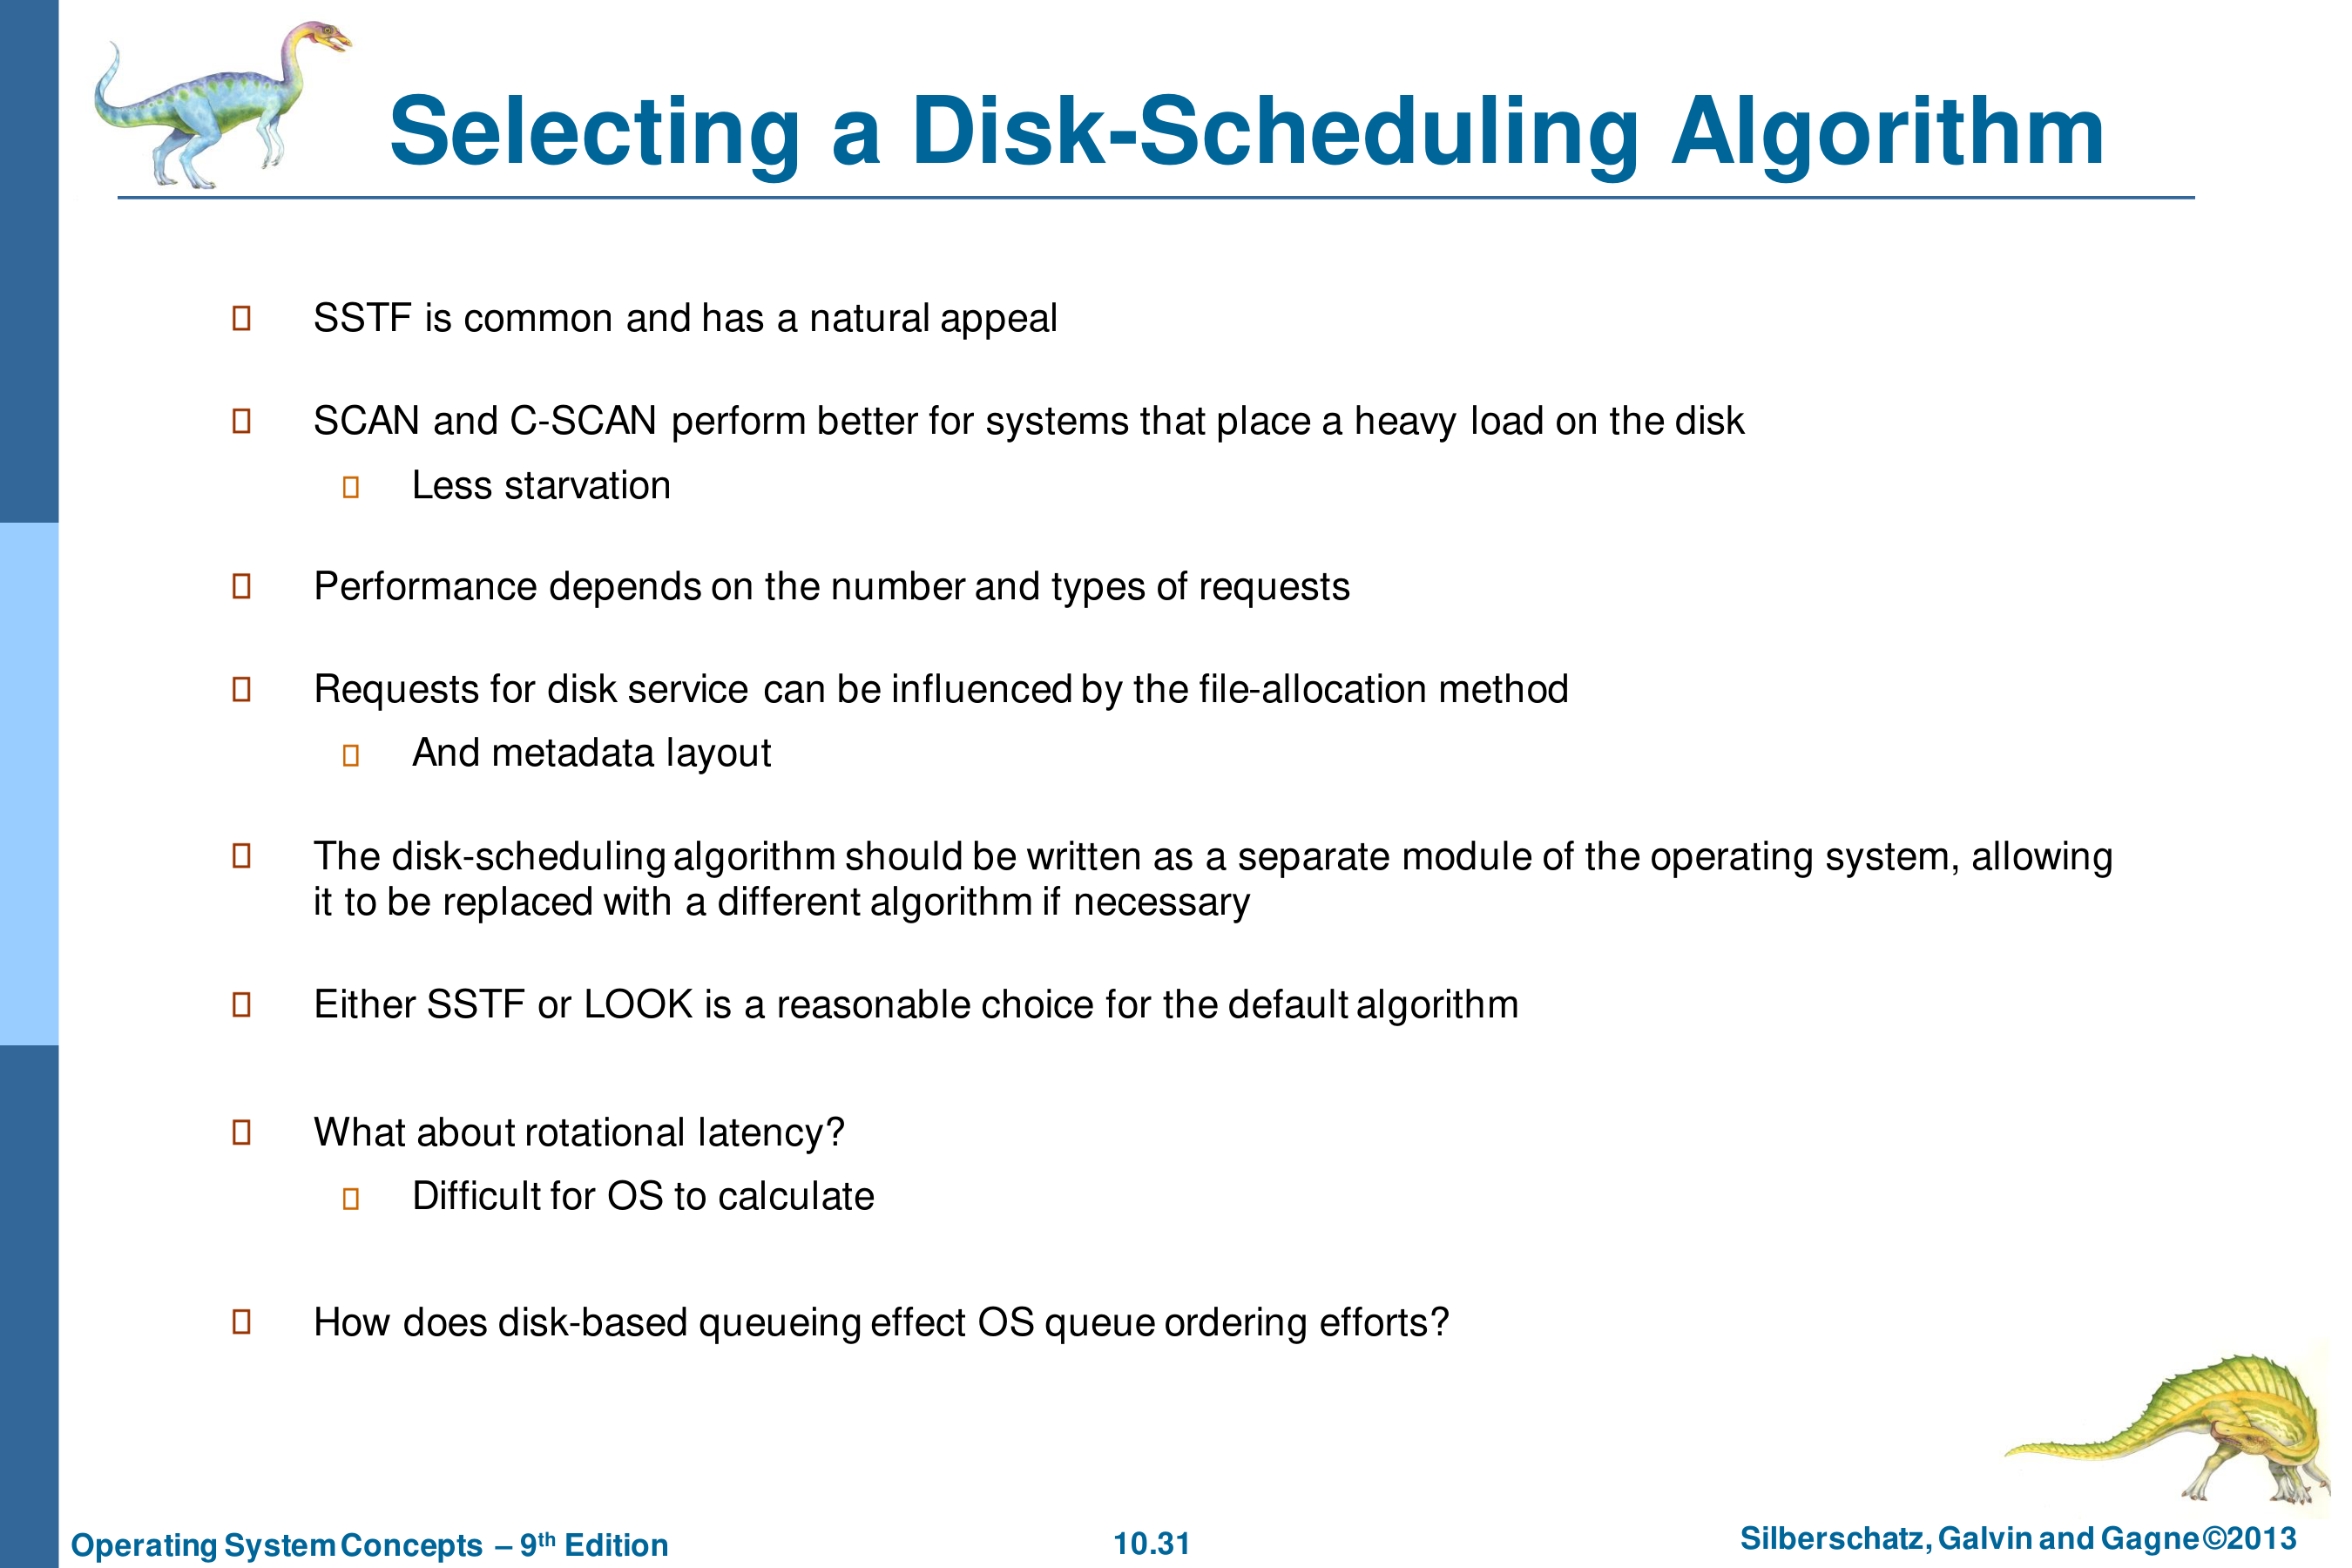 Selecting a Disk-Scheduling Algorithm
SSTF is common and has a natural appeal
SCAN and C-SCAN perform better for systems that place a heavy load on the disk
Less starvation
Performance depends on the number and types of requests
Requests for disk service can be influenced by the file-allocation method
And metadata layout
The disk-scheduling algorithm should be written as a separate module of the operating system, allowing
it to be replaced with a different algorithm if necessary
Either SSTF or LOOK is a reasonable choice for the default algorithm
What about rotational latency?
Difficult for OS to calculate
How does disk-based queueing effect OS queue ordering efforts?
Operating System Concepts – 9th Edition
10.31
Silberschatz, Galvin and Gagne ©2013